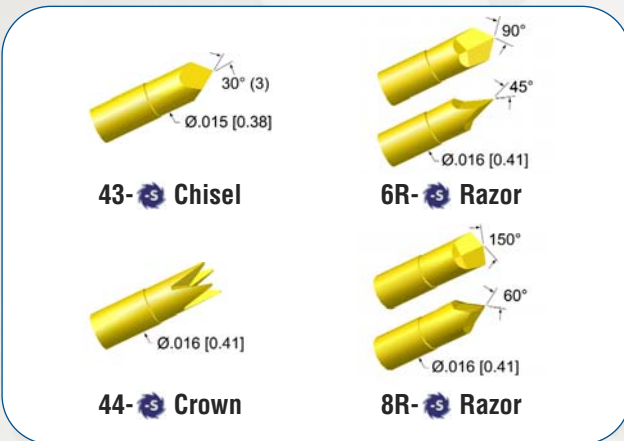 30° (3)
Ø.015 [0.38]
43- -S Chisel
90°
45°
Ø.016 [0.41]
6R- -S Razor
Ø.016 [0.41]
44- -S Crown
150°
60°
Ø.016 [0.41]
8R- -S Razor